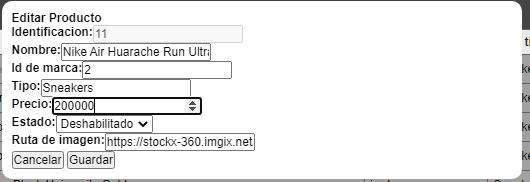 Editar Producto
Identificacion: 11
Nombre: Nike Air Huarache Run Ultra
Id de marca: 2
Tipo: Sneakers
Precio: 200000
Estado: Deshabilitado
Ruta de imagen: https://stockx-360.imgix.net
Cancelar Guardar